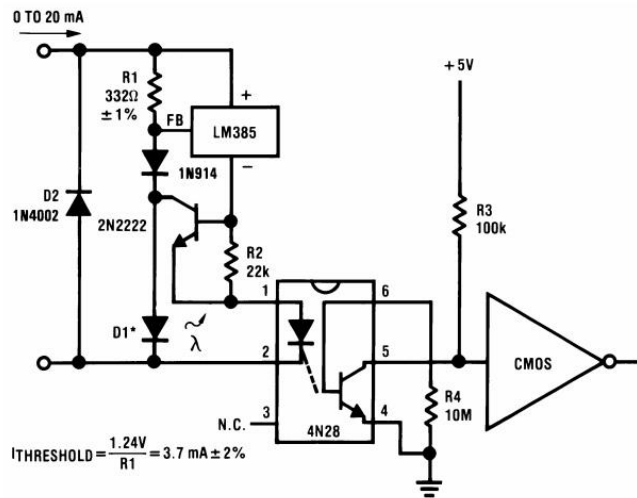 0 TO 20 mA
+5V
R1
332Ω
±1%
FB
+
LM385
−
1N914
D2
1N4002
2N2222
R2
22k
R3
100k
D1*
λ
1
2
3
6
5
4
N.C.
4N28
CMOS
R4
10M
ITHRESHOLD = 1.24V / R1 = 3.7 mA ± 2%